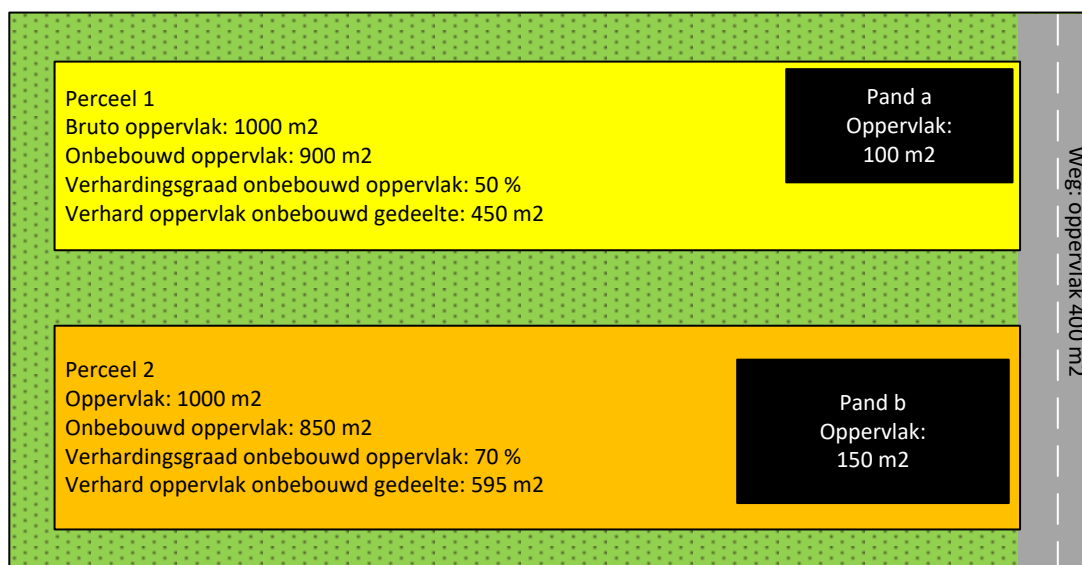 Perceel 1
Bruto oppervlak: 1000 m2
Onbebouwd oppervlak: 900 m2
Verhardingsgraad onbebouwd oppervlak: 50 %
Verhard oppervlak onbebouwd gedeelte: 450 m2
Pand a
Oppervlak:
100 m2
Weg: oppervlak 400 m2
Perceel 2
Oppervlak: 1000 m2
Onbebouwd oppervlak: 850 m2
Verhardingsgraad onbebouwd oppervlak: 70 %
Verhard oppervlak onbebouwd gedeelte: 595 m2
Pand b
Oppervlak:
150 m2